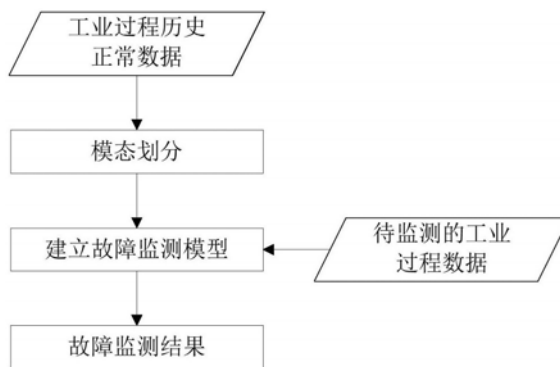 工业过程历史
正常数据
模态划分
建立故障监测模型
待监测的工业
过程数据
故障监测结果